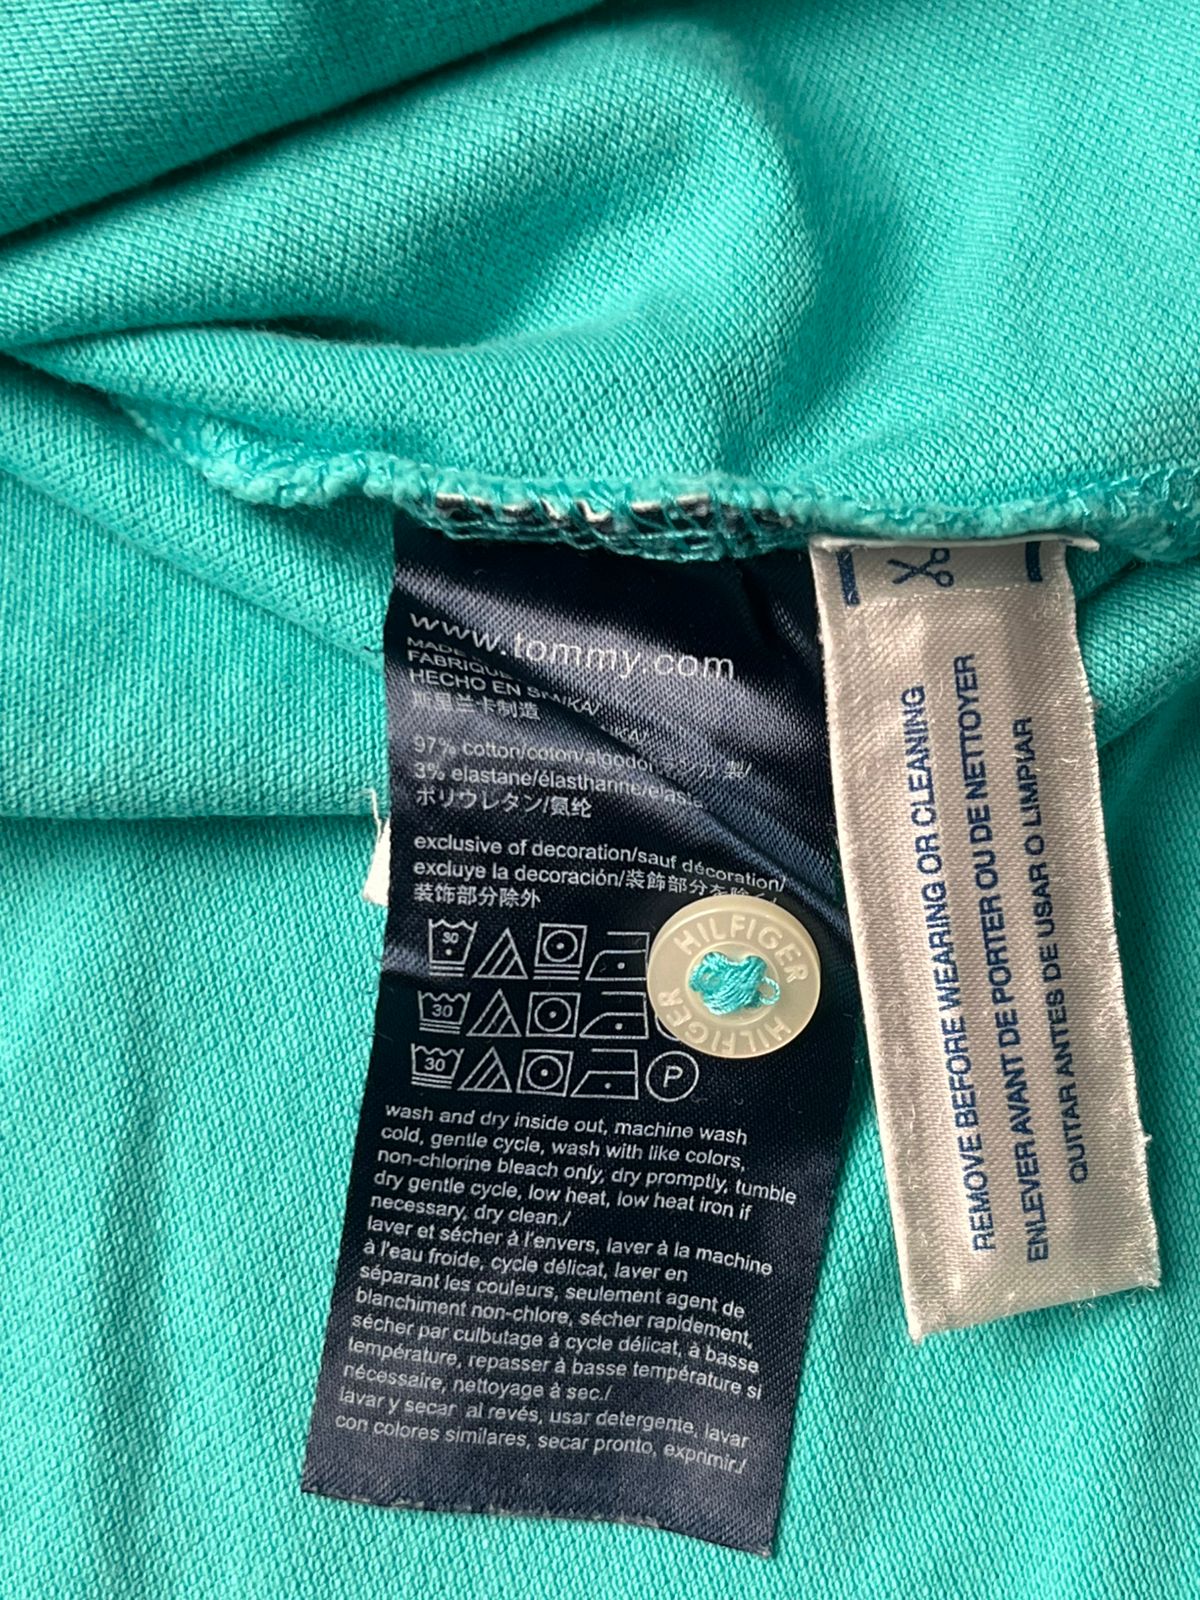 www.tommy.com
MADE
FABRIQUÉ
HECHO EN
斯里兰卡制造
97% cotton/coton/
3% elastane/élasthanne/
ポリウレタン/氨纶
exclusive of decoration/sauf décoration/
excluye la decoración/装飾部分を除く/
装饰部分除外
30
30
30
P
HILFIGER
HILFIGER
wash and dry inside out, machine wash
cold, gentle cycle, wash with like colors,
non-chlorine bleach only, dry promptly, tumble
dry gentle cycle, low heat, low heat iron if
necessary, dry clean./
laver et sécher à l'envers, laver à la machine
à l'eau froide, cycle délicat, laver en
séparant les couleurs, seulement agent de
blanchiment non-chlore, sécher rapidement,
sécher par culbutage à cycle délicat, à basse
température, repasser à basse température si
nécessaire, nettoyage à sec./
lavar y secar al revés, usar detergente, lavar
con colores similares, secar pronto, exprimir/
REMOVE BEFORE WEARING OR CLEANING
ENLEVER AVANT DE PORTER OU DE NETTOYER
QUITAR ANTES DE USAR O LIMPIAR